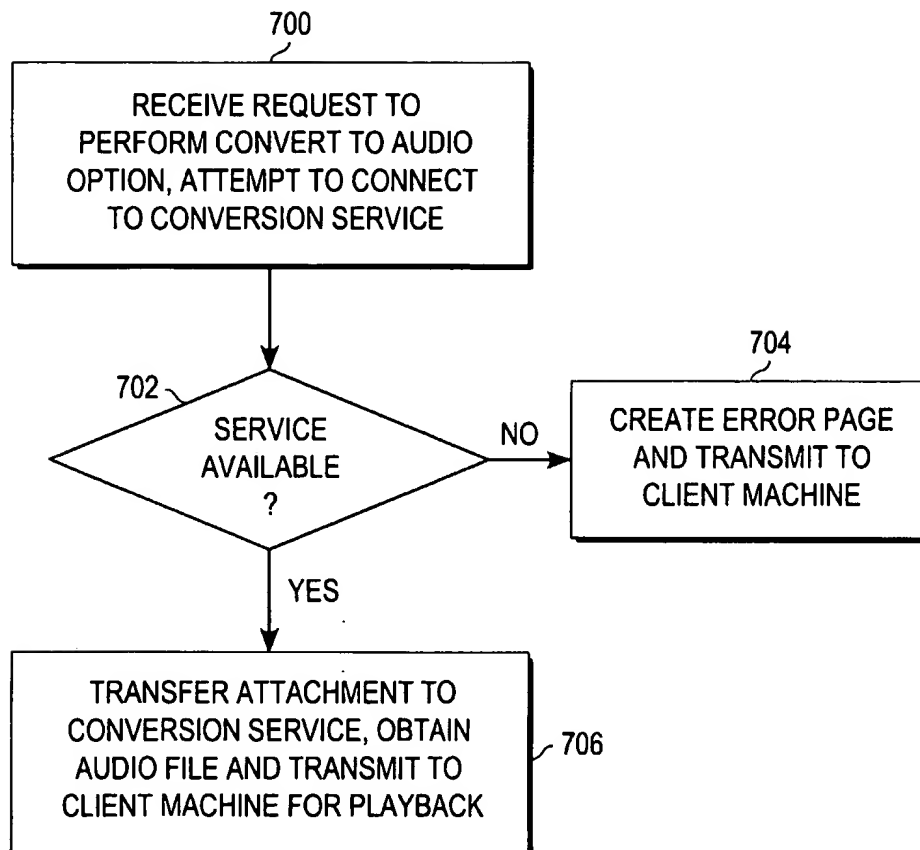 700
RECEIVE REQUEST TO
PERFORM CONVERT TO AUDIO
OPTION, ATTEMPT TO CONNECT
TO CONVERSION SERVICE
702
SERVICE
AVAILABLE
?
NO
704
CREATE ERROR PAGE
AND TRANSMIT TO
CLIENT MACHINE
YES
TRANSFER ATTACHMENT TO
CONVERSION SERVICE, OBTAIN
AUDIO FILE AND TRANSMIT TO
CLIENT MACHINE FOR PLAYBACK
706